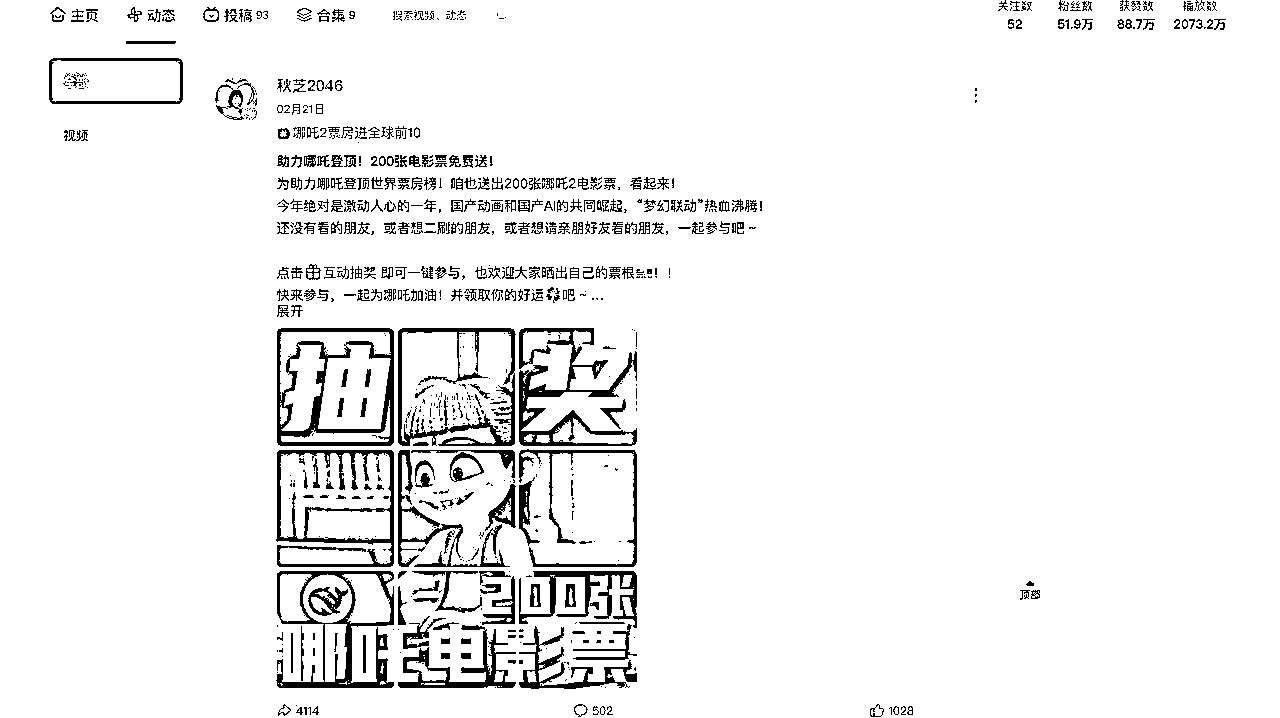 主页 动态 投稿 93 合集 9 搜索视频、动态
关注数 粉丝数 获赞数 播放数
52 51.9万 88.7万 2073.2万
视频
秋芝2046
02月21日
哪吒2票房进全球前10
助力哪吒登顶！200张电影票免费送！
为助力哪吒登顶世界票房榜！咱也送出200张哪吒2电影票，看起来！
今年绝对是激动人心的一年，国产动画和国产AI的共同崛起，“梦幻联动”热血沸腾！
还没有看的朋友，或者想二刷的朋友，或者想请亲朋好友看的朋友，一起参与吧～
点击互动抽奖 即可一键参与，也欢迎大家晒出自己的票根！！
快来参与，一起为哪吒加油！并领取你的好运吧～...
展开
抽奖
200张
哪吒电影票
顶部
4114 502 1028